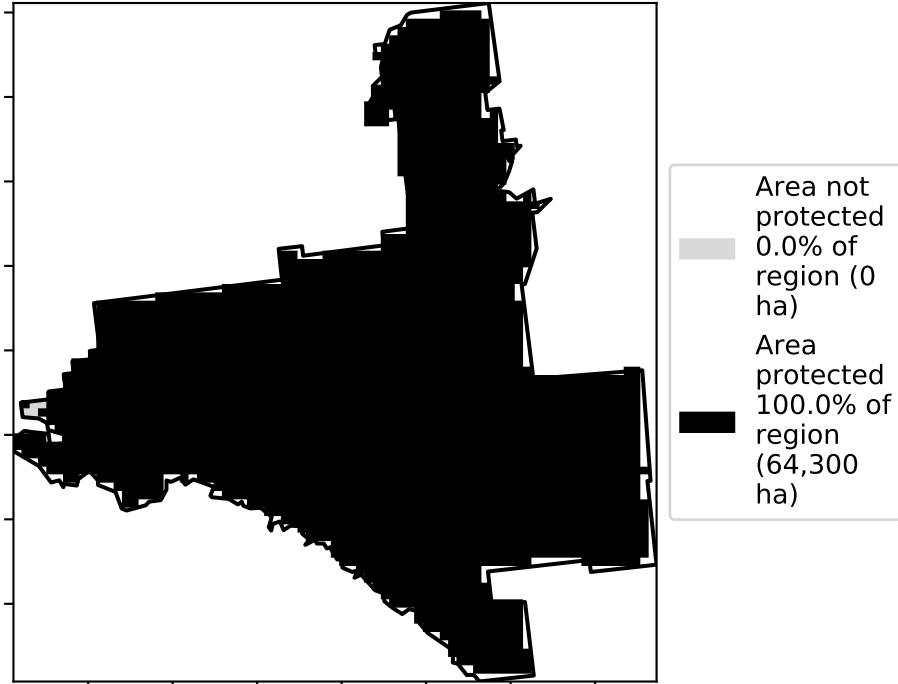 Area not
protected
0.0% of
region (0
ha)
Area
protected
100.0% of
region
(64,300
ha)